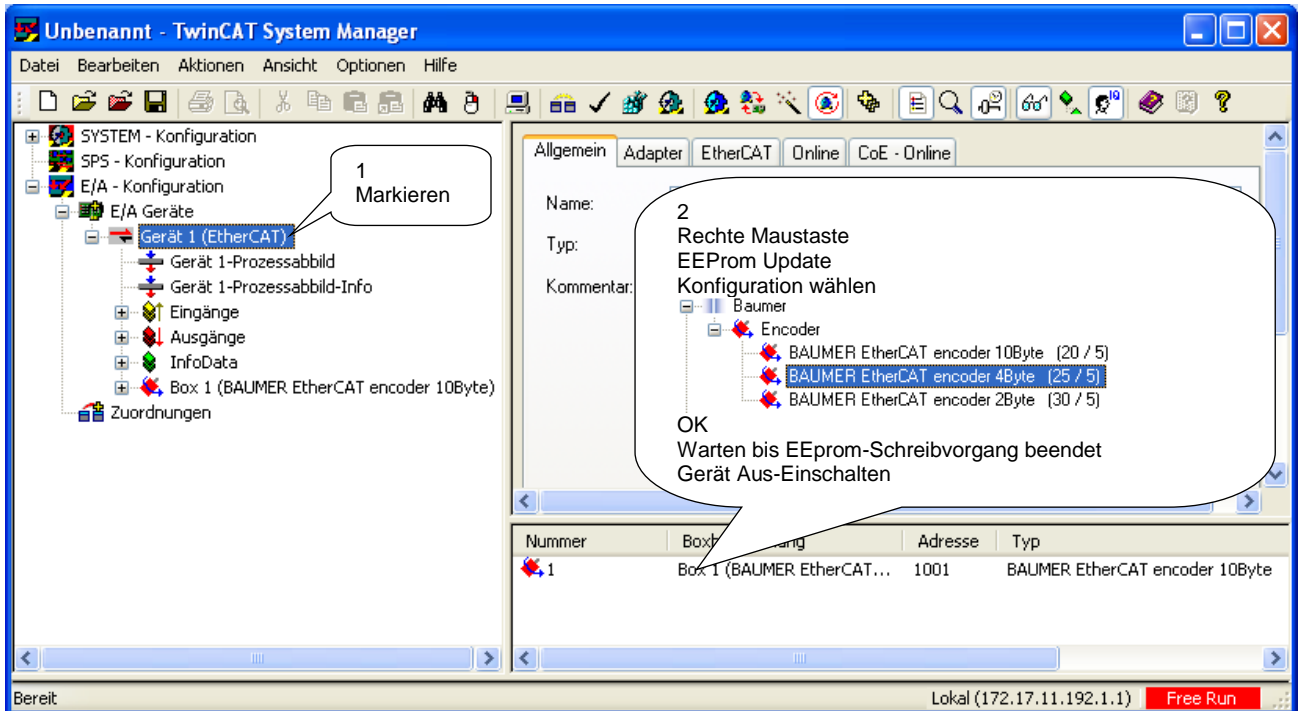 Unbenannt - TwinCAT System Manager
Datei Bearbeiten Aktionen Ansicht Optionen Hilfe
SYSTEM - Konfiguration
SPS - Konfiguration
E/A - Konfiguration
E/A Geräte
Gerät 1 (EtherCAT)
Gerät 1-Prozessabbild
Gerät 1-Prozessabbild-Info
Eingänge
Ausgänge
InfoData
Box 1 (BAUMER EtherCAT encoder 10Byte)
Zuordnungen
1
Markieren
Allgemein Adapter EtherCAT Online CoE - Online
Name:
Typ:
Kommentar:
2
Rechte Maustaste
EEProm Update
Konfiguration wählen
Baumer
Encoder
BAUMER EtherCAT encoder 10Byte (20 / 5)
BAUMER EtherCAT encoder 4Byte (25 / 5)
BAUMER EtherCAT encoder 2Byte (30 / 5)
OK
Warten bis EEprom-Schreibvorgang beendet
Gerät Aus-Einschalten
Nummer Adresse Typ
1 Box 1 (BAUMER EtherCAT... 1001 BAUMER EtherCAT encoder 10Byte
Bereit Lokal (172.17.11.192.1.1) Free Run